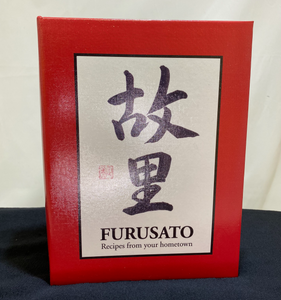 故
里
FURUSATO
Recipes from your hometown